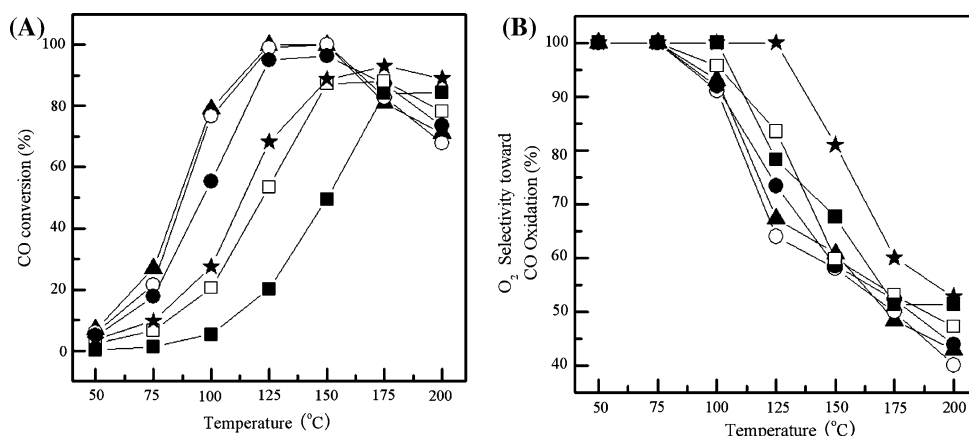 (A)
CO conversion (%)
100
80
60
40
20
0
50 75 100 125 150 175 200
Temperature (°C)
(B)
O2 Selectivity toward
CO Oxidation (%)
100
90
80
70
60
50
40
50 75 100 125 150 175 200
Temperature (°C)